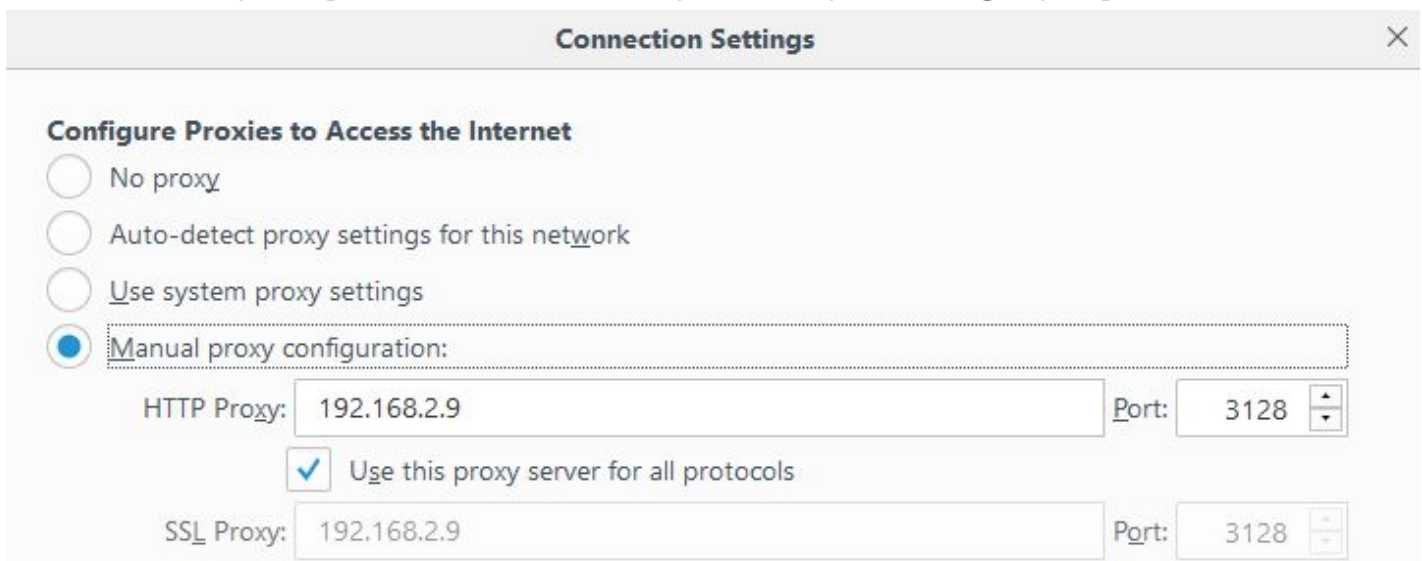 Connection Settings
Configure Proxies to Access the Internet
No proxy
Auto-detect proxy settings for this network
Use system proxy settings
Manual proxy configuration:
HTTP Proxy: 192.168.2.9 Port: 3128
Use this proxy server for all protocols
SSL Proxy: 192.168.2.9 Port: 3128